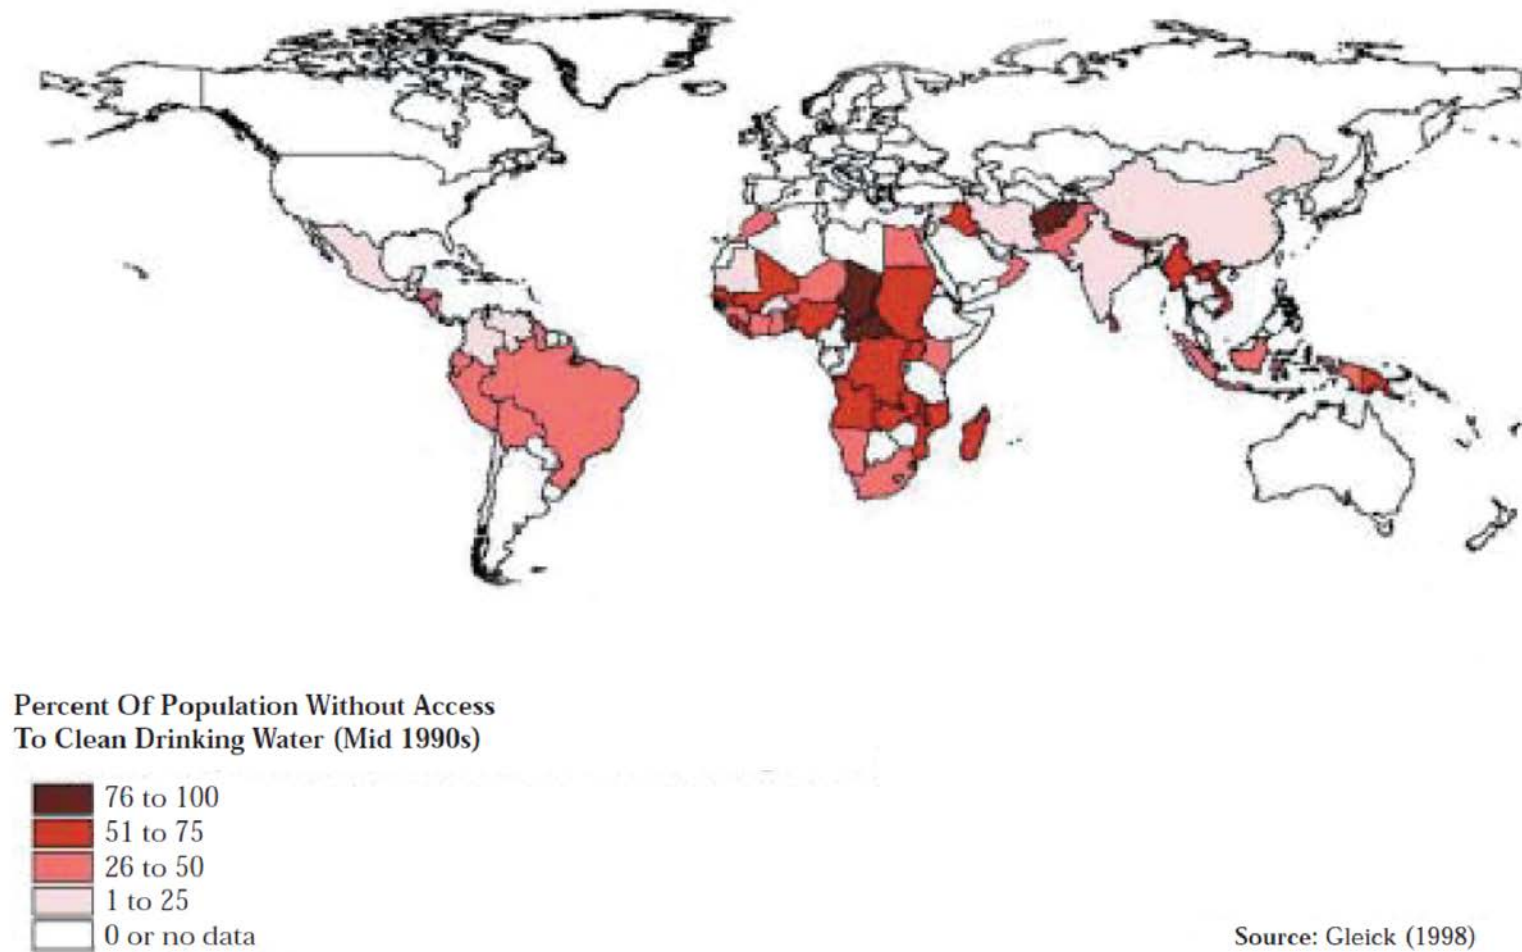 Percent Of Population Without Access
To Clean Drinking Water (Mid 1990s)
76 to 100
51 to 75
26 to 50
1 to 25
0 or no data
Source: Gleick (1998)